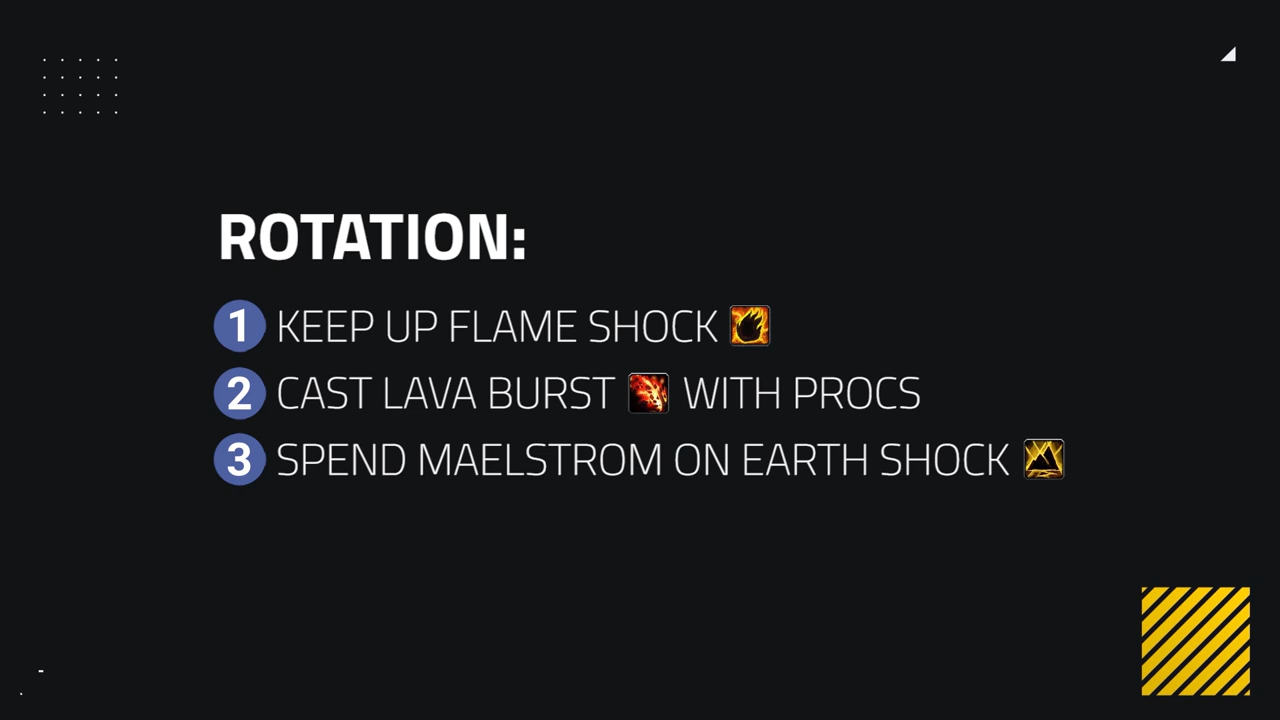 ROTATION:
1 KEEP UP FLAME SHOCK
2 CAST LAVA BURST WITH PROCS
3 SPEND MAELSTROM ON EARTH SHOCK